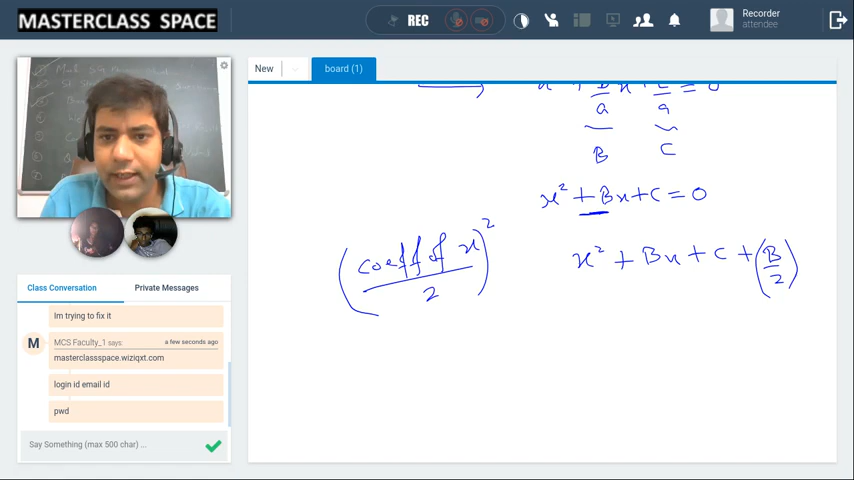 MASTERCLASS SPACE
REC
Recorder
attendee
New
board (1)
B/a x + C/a = 0
B C
x² + Bx + C = 0
(coeff of x / 2)²
x² + Bx + C + (B/2)
Class Conversation Private Messages
Im trying to fix it
M
MCS Faculty_1 says: a few seconds ago
masterclassspace.wiziqxt.com
login id email id
pwd
Say Something (max 500 char) ...